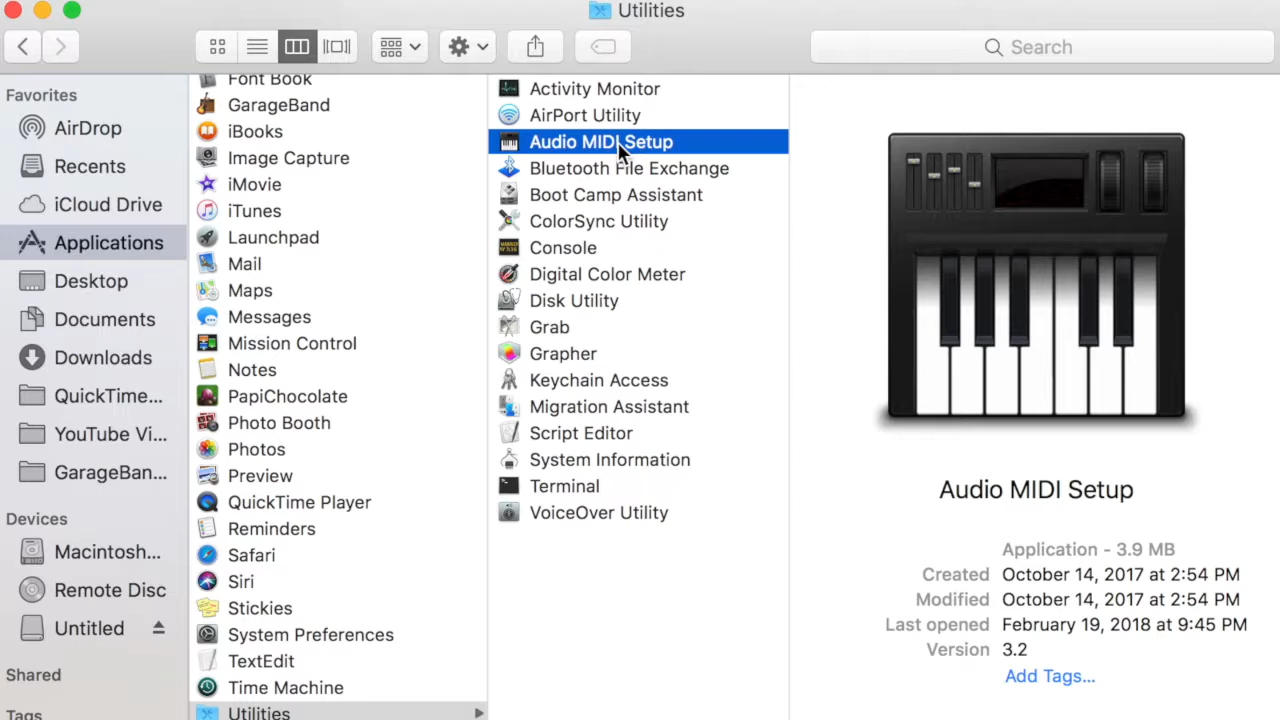 Utilities
Search
Favorites
AirDrop
Recents
iCloud Drive
Applications
Desktop
Documents
Downloads
QuickTime...
YouTube Vi...
GarageBan...
Devices
Macintosh...
Remote Disc
Untitled
Shared
Tags
Font Book
GarageBand
iBooks
Image Capture
iMovie
iTunes
Launchpad
Mail
Maps
Messages
Mission Control
Notes
PapiChocolate
Photo Booth
Photos
Preview
QuickTime Player
Reminders
Safari
Siri
Stickies
System Preferences
TextEdit
Time Machine
Utilities
Activity Monitor
AirPort Utility
Audio MIDI Setup
Bluetooth File Exchange
Boot Camp Assistant
ColorSync Utility
Console
Digital Color Meter
Disk Utility
Grab
Grapher
Keychain Access
Migration Assistant
Script Editor
System Information
Terminal
VoiceOver Utility
Audio MIDI Setup
Application - 3.9 MB
Created October 14, 2017 at 2:54 PM
Modified October 14, 2017 at 2:54 PM
Last opened February 19, 2018 at 9:45 PM
Version 3.2
Add Tags...